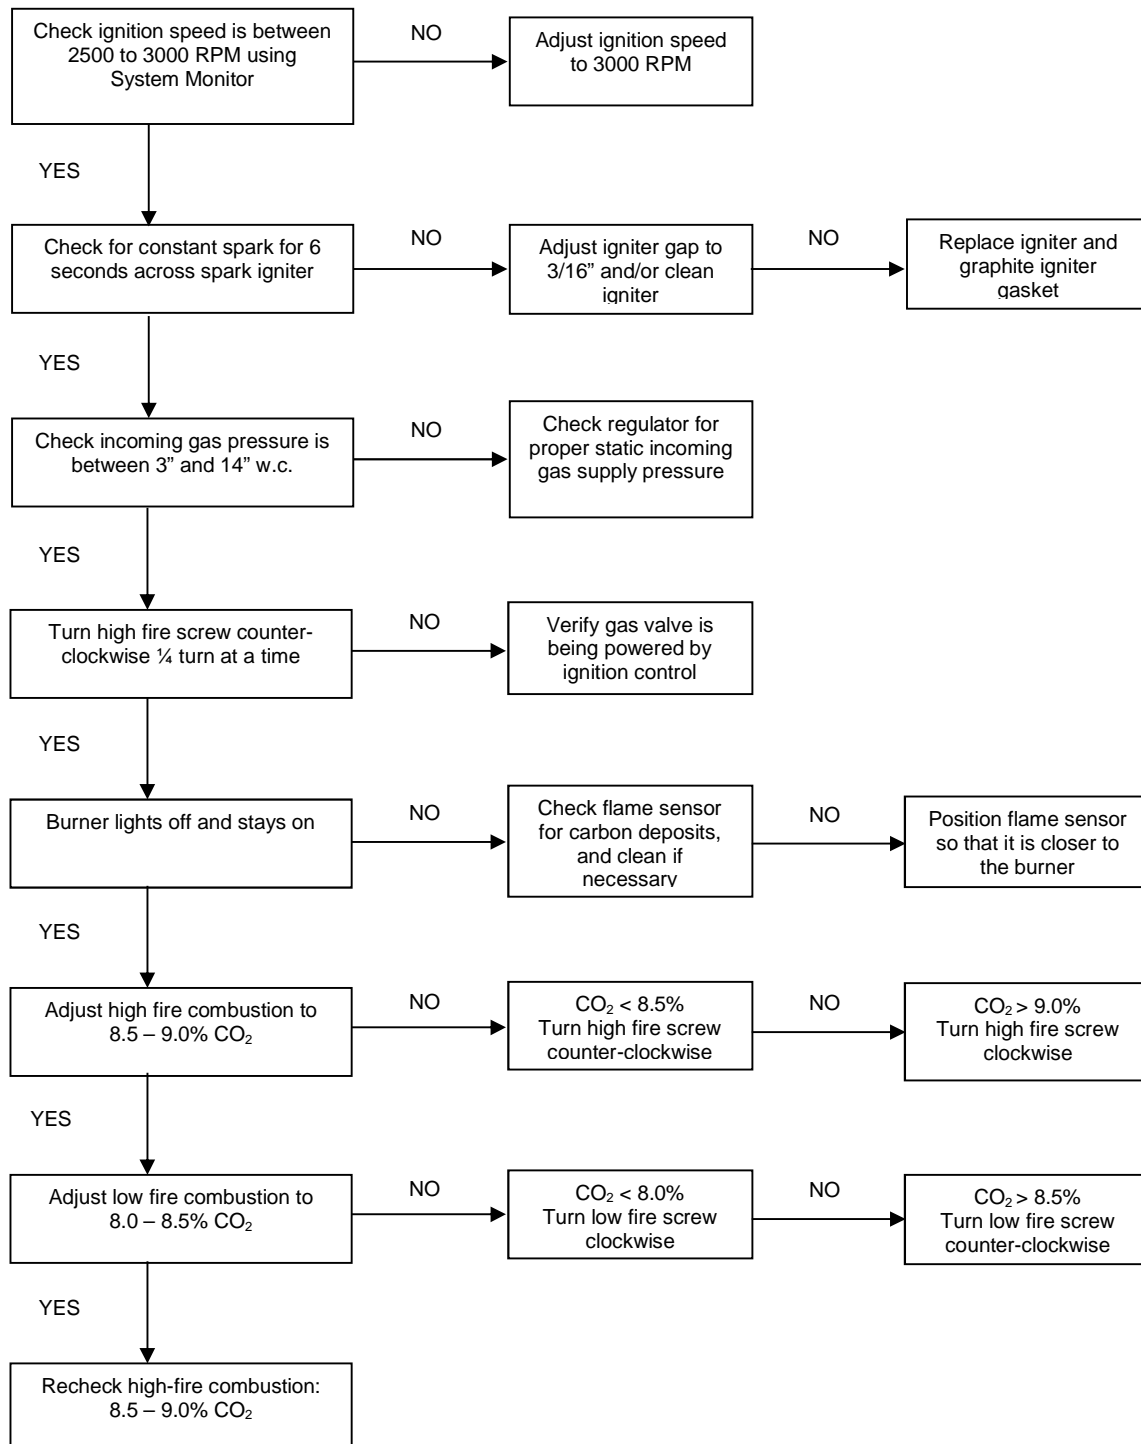 Check ignition speed is between
2500 to 3000 RPM using
System Monitor
NO
Adjust ignition speed
to 3000 RPM
YES
Check for constant spark for 6
seconds across spark igniter
NO
Adjust igniter gap to
3/16” and/or clean
igniter
NO
Replace igniter and
graphite igniter
gasket
YES
Check incoming gas pressure is
between 3” and 14” w.c.
NO
Check regulator for
proper static incoming
gas supply pressure
YES
Turn high fire screw counter-
clockwise ¼ turn at a time
NO
Verify gas valve is
being powered by
ignition control
YES
Burner lights off and stays on
NO
Check flame sensor
for carbon deposits,
and clean if
necessary
NO
Position flame sensor
so that it is closer to
the burner
YES
Adjust high fire combustion to
8.5 – 9.0% CO₂
NO
CO₂ < 8.5%
Turn high fire screw
counter-clockwise
NO
CO₂ > 9.0%
Turn high fire screw
clockwise
YES
Adjust low fire combustion to
8.0 – 8.5% CO₂
NO
CO₂ < 8.0%
Turn low fire screw
clockwise
NO
CO₂ > 8.5%
Turn low fire screw
counter-clockwise
YES
Recheck high-fire combustion:
8.5 – 9.0% CO₂